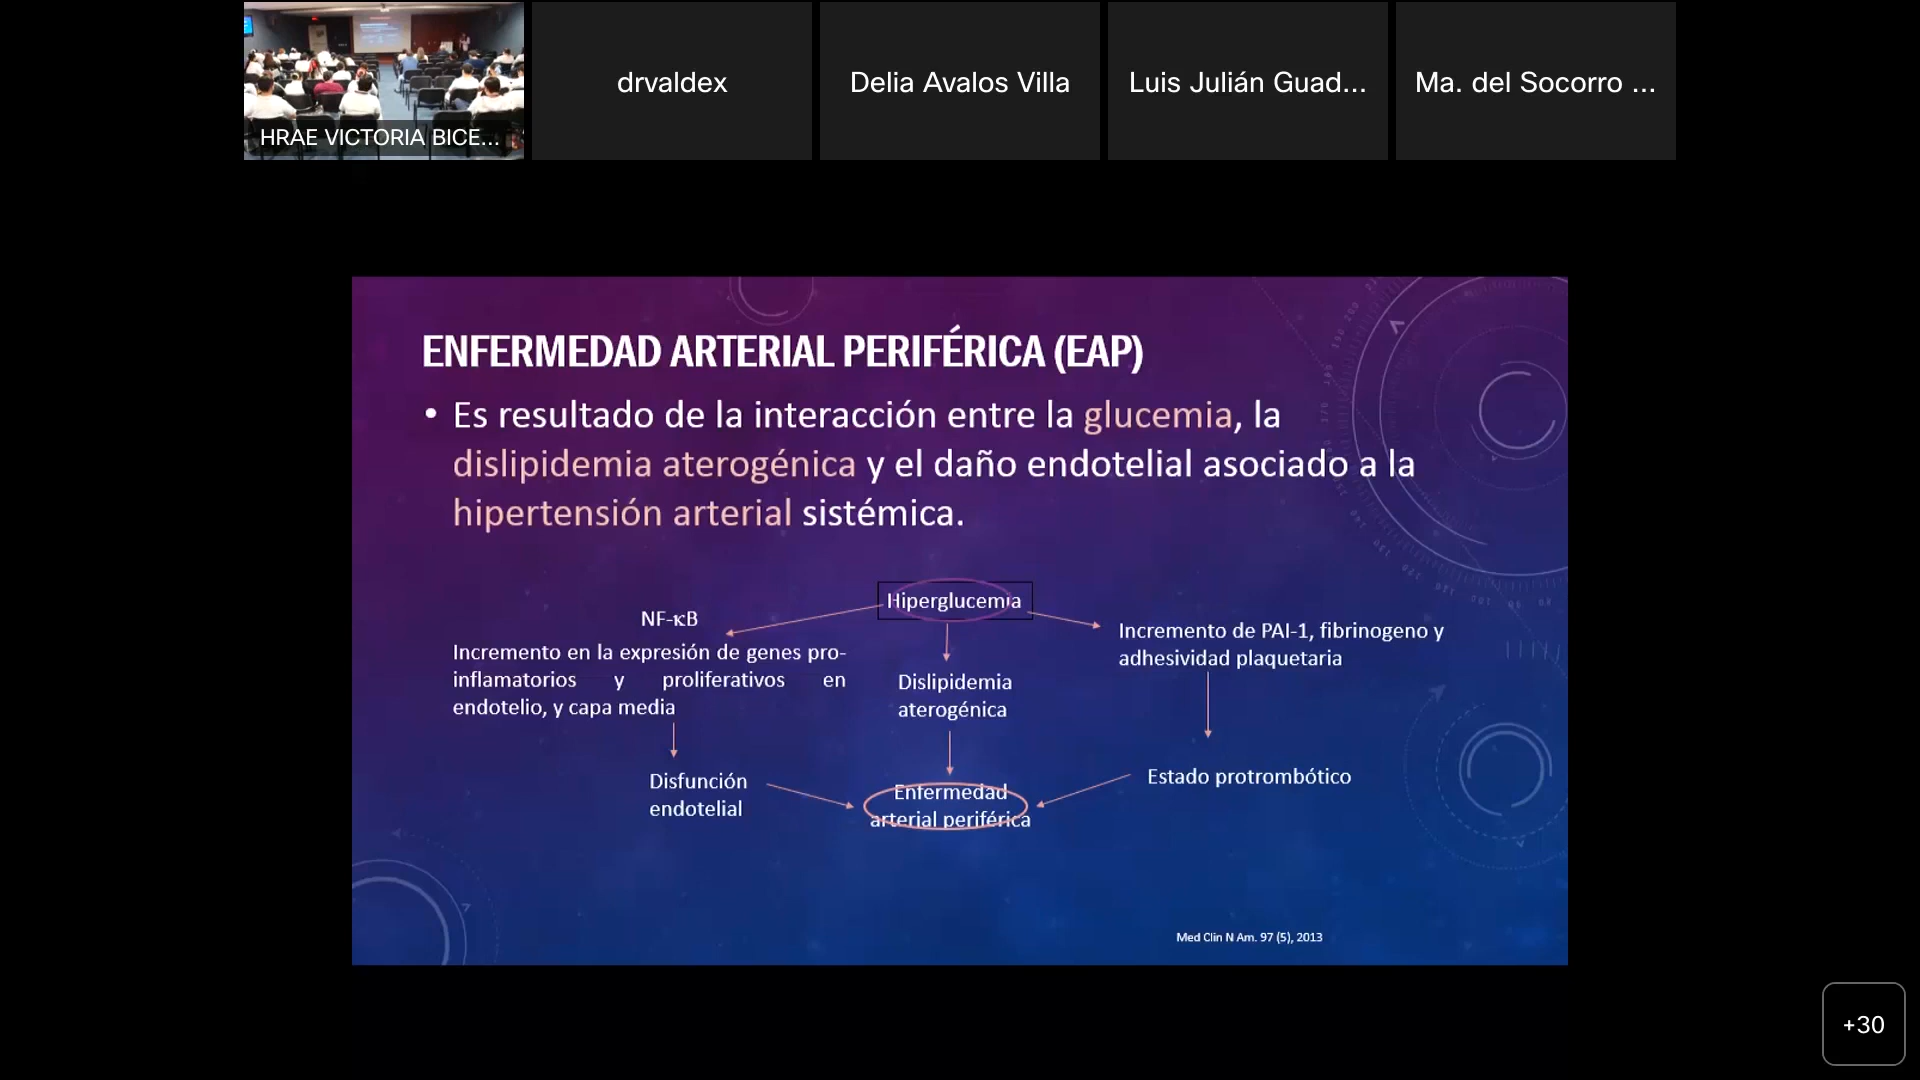 HRAE VICTORIA BICE...
drvaldex
Delia Avalos Villa
Luis Julián Guad...
Ma. del Socorro ...
ENFERMEDAD ARTERIAL PERIFÉRICA (EAP)
• Es resultado de la interacción entre la glucemia, la
dislipidemia aterogénica y el daño endotelial asociado a la
hipertensión arterial sistémica.
Hiperglucemia
NF-κB
Incremento en la expresión de genes pro-
inflamatorios y proliferativos en
endotelio, y capa media
Dislipidemia
aterogénica
Incremento de PAI-1, fibrinogeno y
adhesividad plaquetaria
Disfunción
endotelial
Enfermedad
arterial periférica
Estado protrombótico
Med Clin N Am. 97 (5), 2013
+30